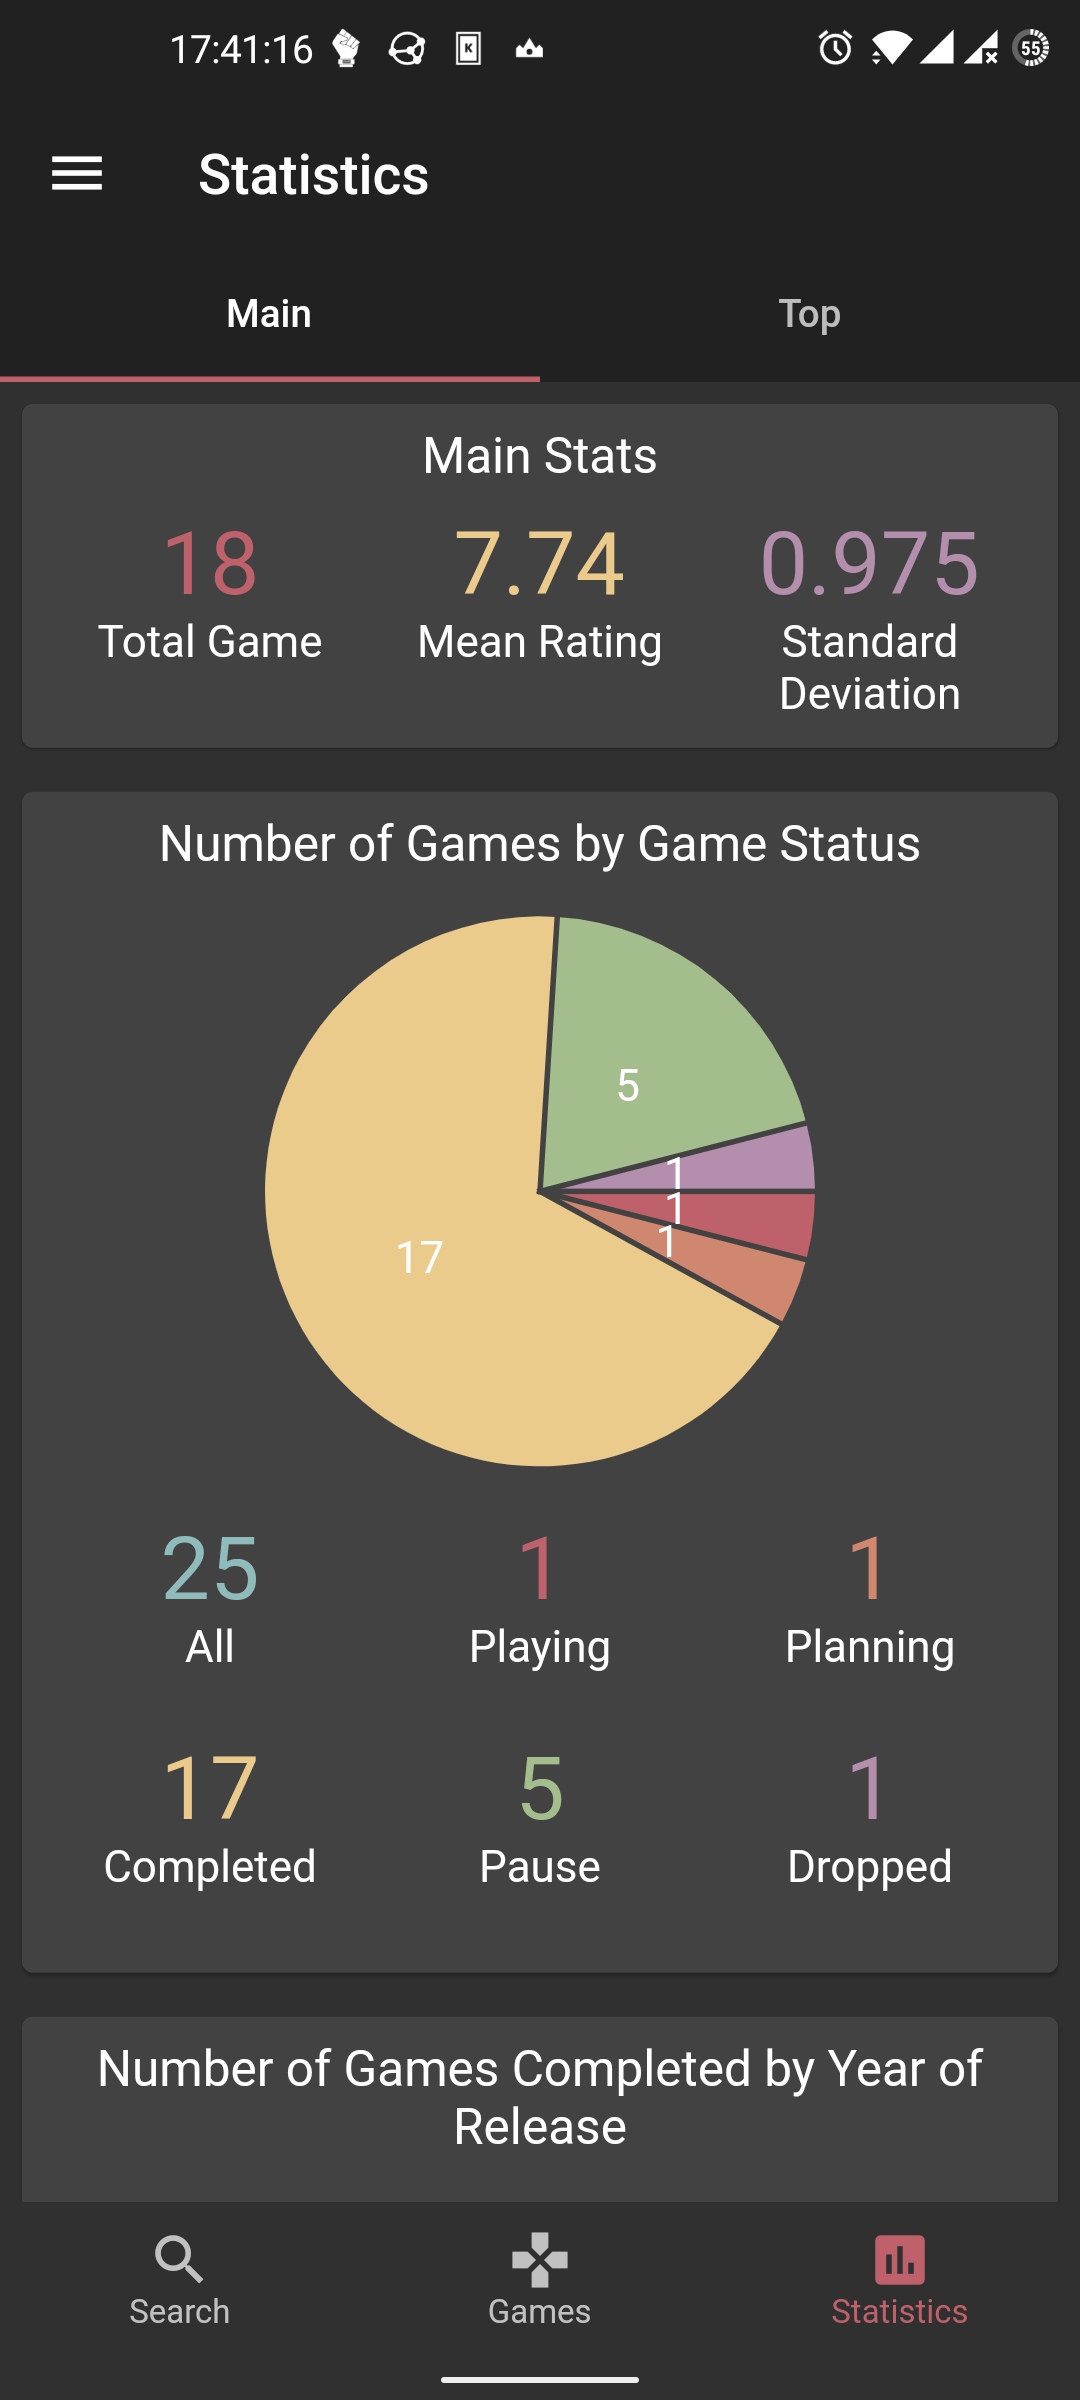 17:41:16
K
55
Statistics
Main
Top
Main Stats
18
7.74
0.975
Total Game
Mean Rating
Standard
Deviation
Number of Games by Game Status
5
1
1
1
17
25
1
1
All
Playing
Planning
17
5
1
Completed
Pause
Dropped
Number of Games Completed by Year of
Release
Search
Games
Statistics